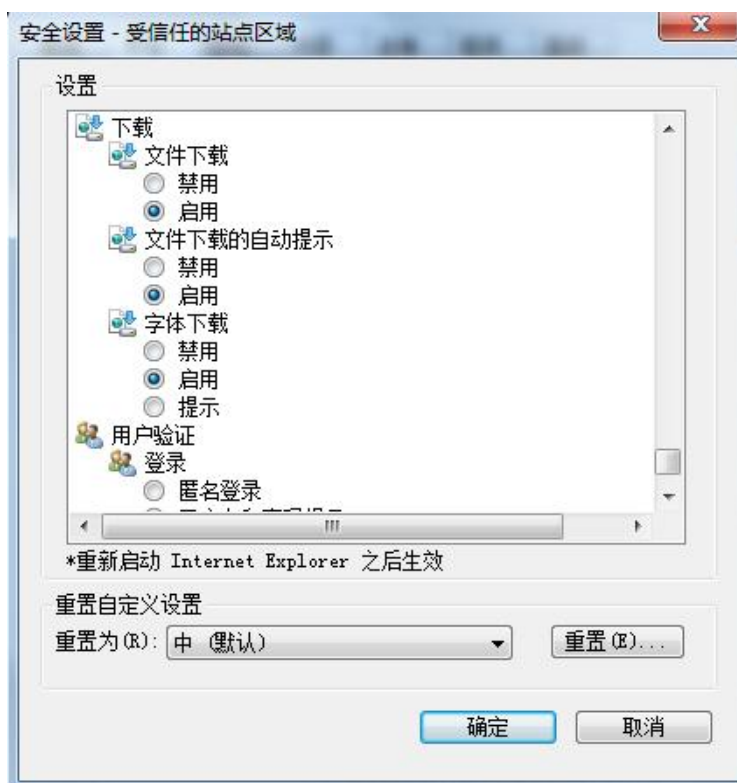 安全设置 - 受信任的站点区域
设置
下载
文件下载
禁用
启用
文件下载的自动提示
禁用
启用
字体下载
禁用
启用
提示
用户验证
登录
匿名登录
*重新启动 Internet Explorer 之后生效
重置自定义设置
重置为(R): 中 (默认) 重置(E)...
确定 取消